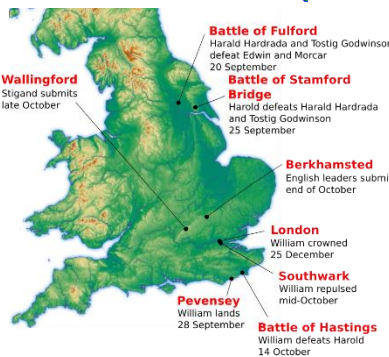 Battle of Fulford
Harald Hardrada and Tostig Godwinson
defeat Edwin and Morcar
20 September
Wallingford
Stigand submits
late October
Battle of Stamford
Bridge
Harold defeats Harald Hardrada
and Tostig Godwinson
25 September
Berkhamsted
English leaders submi
end of October
London
William crowned
25 December
Southwark
William repulsed
mid-October
Pevensey
William lands
28 September
Battle of Hastings
William defeats Harold
14 October